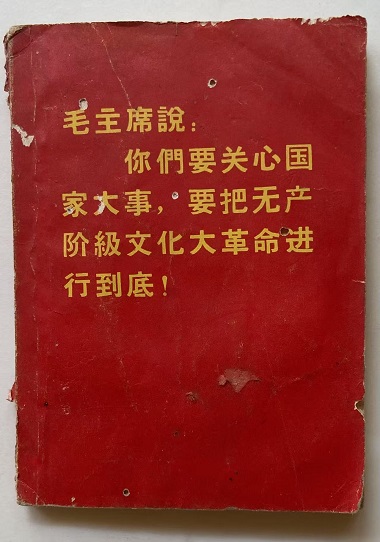 毛主席說：
你們要关心国
家大事，要把无产
阶級文化大革命进
行到底！